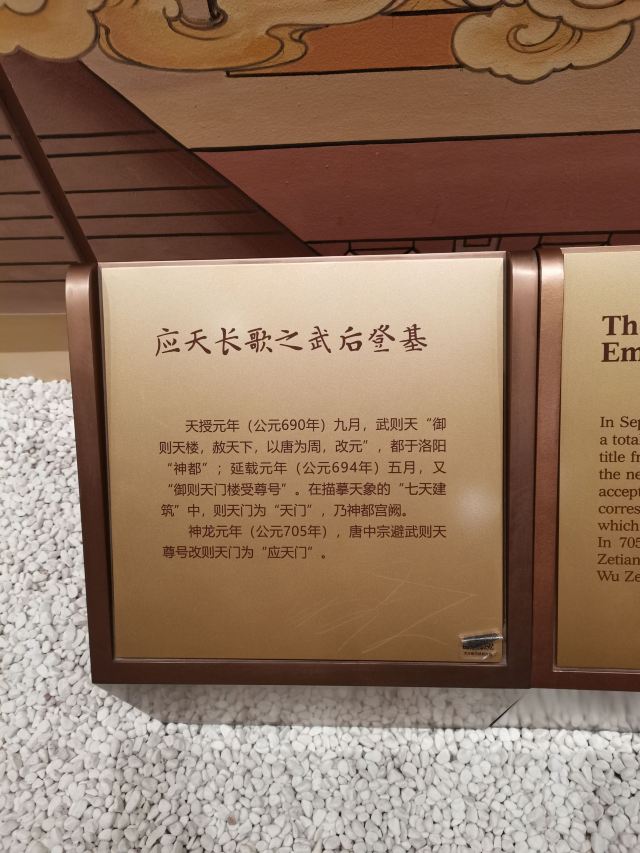 应天长歌之武后登基
天授元年（公元690年）九月，武则天“御
则天楼，赦天下，以唐为周，改元”，都于洛阳
“神都”；延载元年（公元694年）五月，又
“御则天门楼受尊号”。在描摹天象的“七天建
筑”中，则天门为“天门”，乃神都宫阙。
神龙元年（公元705年），唐中宗避武则天
尊号改则天门为“应天门”。
Th
Em
In Sep
a tota
title fr
the ne
accept
corres
which
In 705
Zetian
Wu Ze